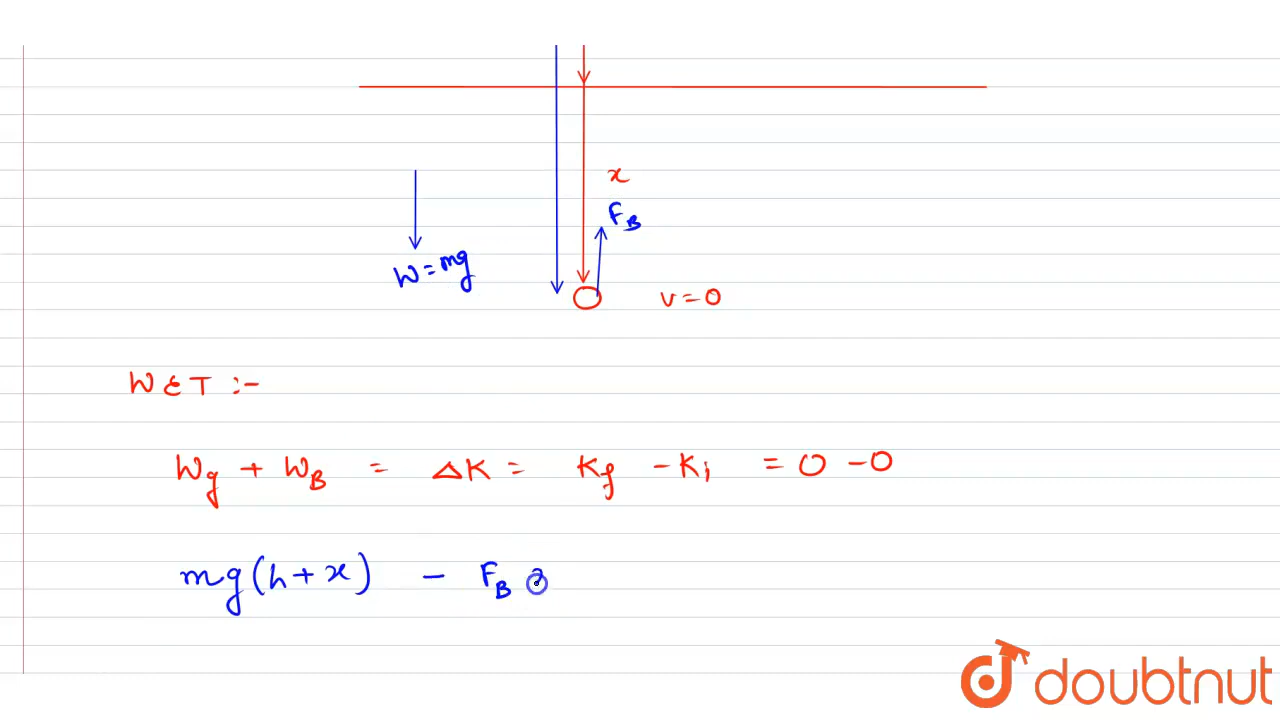 x
F_B
W = mg
v = 0
W E T :-
W_g + W_B = ΔK = K_f - K_i = 0 - 0
mg(h + x) - F_B
doubtnut